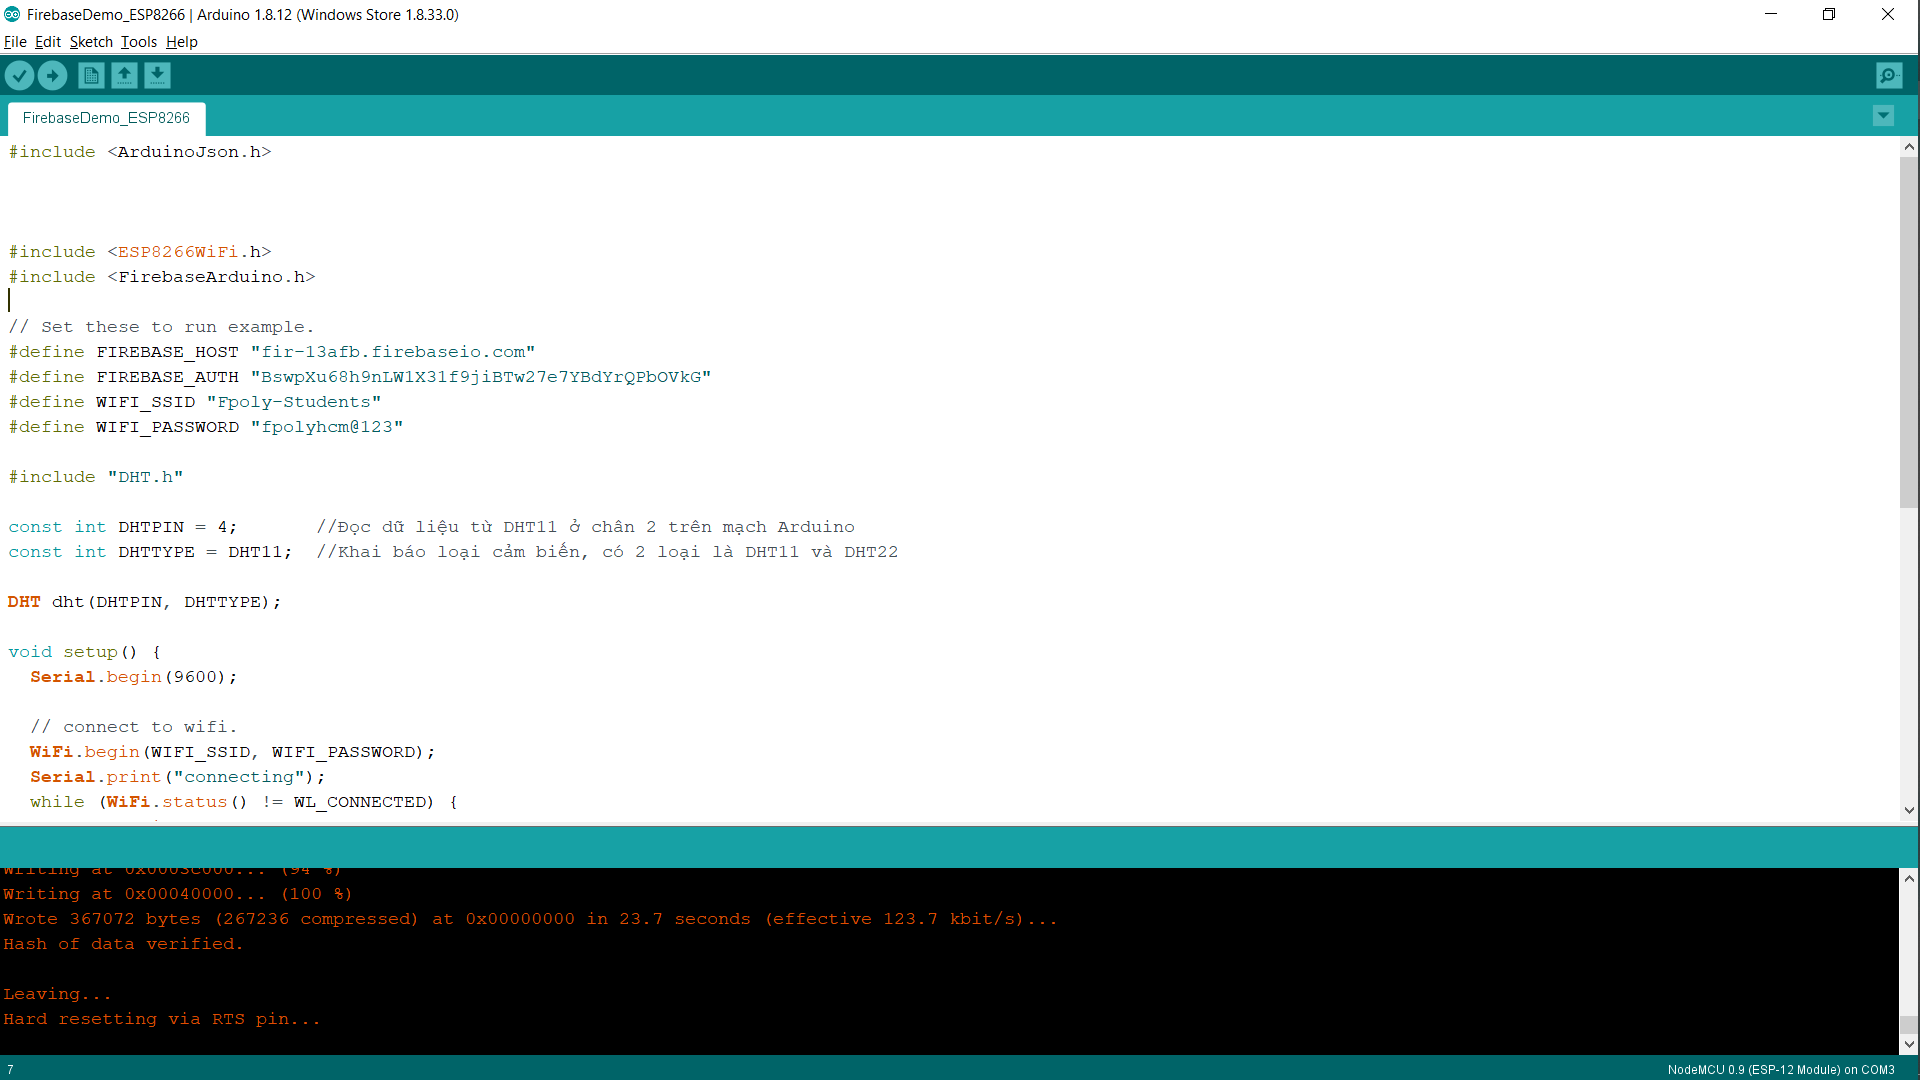 FirebaseDemo_ESP8266 | Arduino 1.8.12 (Windows Store 1.8.33.0)
File Edit Sketch Tools Help
FirebaseDemo_ESP8266
#include <ArduinoJson.h>
#include <ESP8266WiFi.h>
#include <FirebaseArduino.h>
// Set these to run example.
#define FIREBASE_HOST "fir-13afb.firebaseio.com"
#define FIREBASE_AUTH "BswpXu68h9nLW1X31f9jiBTw27e7YBdYrQPbOVkG"
#define WIFI_SSID "Fpoly-Students"
#define WIFI_PASSWORD "fpolyhcm@123"
#include "DHT.h"
const int DHTPIN = 4;       //Đọc dữ liệu từ DHT11 ở chân 2 trên mạch Arduino
const int DHTTYPE = DHT11;  //Khai báo loại cảm biến, có 2 loại là DHT11 và DHT22
DHT dht(DHTPIN, DHTTYPE);
void setup() {
  Serial.begin(9600);
  // connect to wifi.
  WiFi.begin(WIFI_SSID, WIFI_PASSWORD);
  Serial.print("connecting");
  while (WiFi.status() != WL_CONNECTED) {
Writing at 0x0003c000... (94 %)
Writing at 0x00040000... (100 %)
Wrote 367072 bytes (267236 compressed) at 0x00000000 in 23.7 seconds (effective 123.7 kbit/s)...
Hash of data verified.
Leaving...
Hard resetting via RTS pin...
7
NodeMCU 0.9 (ESP-12 Module) on COM3